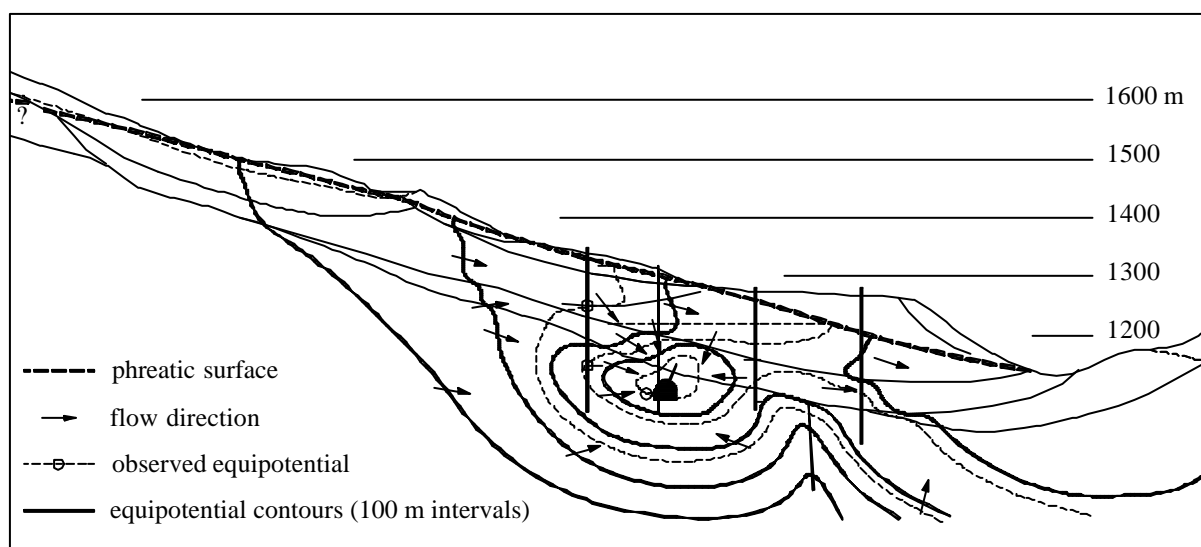 1600 m
?
1500
1400
1300
1200
phreatic surface
flow direction
observed equipotential
equipotential contours (100 m intervals)